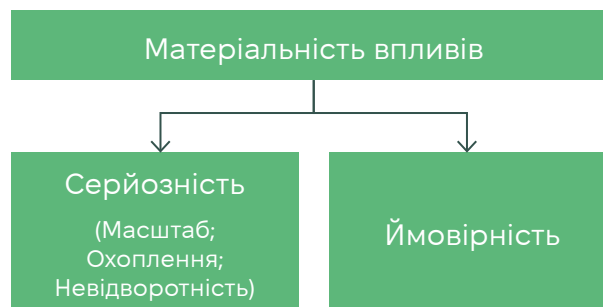 Матеріальність впливів
Серйозність
(Масштаб;
Охоплення;
Невідворотність)
Ймовірність